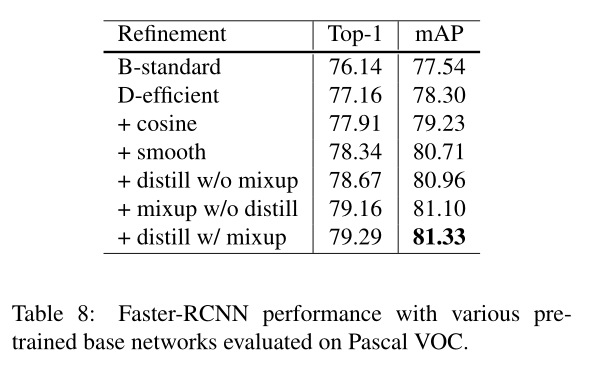 Refinement Top-1 mAP
B-standard 76.14 77.54
D-efficient 77.16 78.30
+ cosine 77.91 79.23
+ smooth 78.34 80.71
+ distill w/o mixup 78.67 80.96
+ mixup w/o distill 79.16 81.10
+ distill w/ mixup 79.29 81.33
Table 8: Faster-RCNN performance with various pre-
trained base networks evaluated on Pascal VOC.